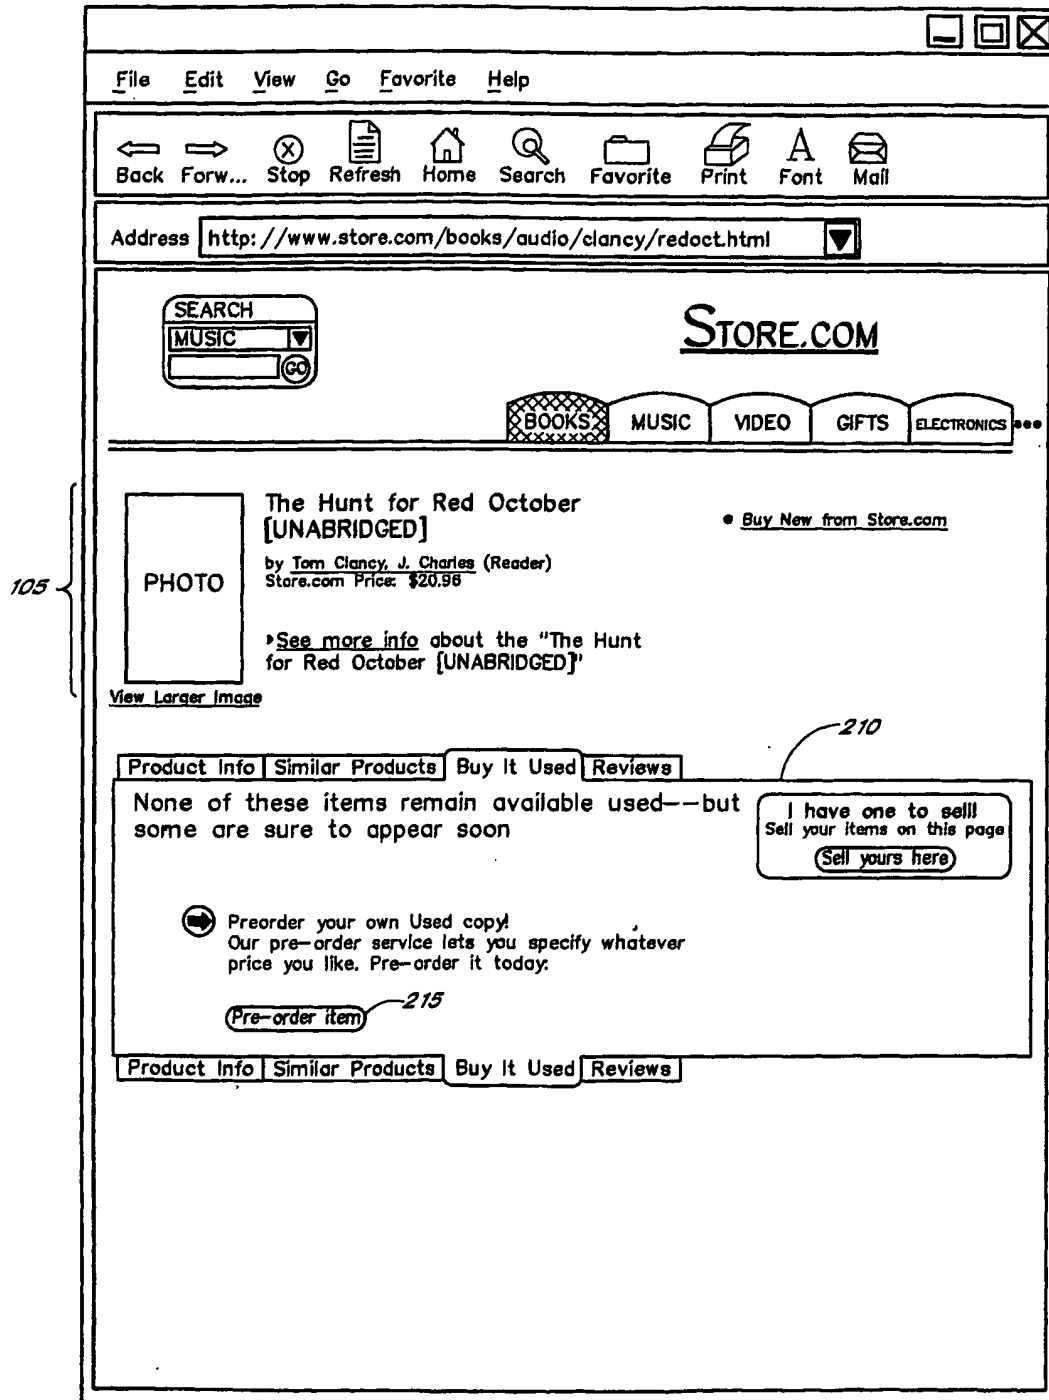 File Edit View Go Favorite Help
Back Forw... Stop Refresh Home Search Favorite Print Font Mail
Address http://www.store.com/books/audio/clancy/redoct.html
SEARCH
MUSIC
GO
STORE.COM
BOOKS MUSIC VIDEO GIFTS ELECTRONICS •••
105
PHOTO
View Larger Image
The Hunt for Red October
[UNABRIDGED]
by Tom Clancy, J. Charles (Reader)
Store.com Price: $20.96
See more info about the "The Hunt
for Red October [UNABRIDGED]"
• Buy New from Store.com
210
Product Info Similar Products Buy It Used Reviews
None of these items remain available used--but
some are sure to appear soon
I have one to sell!
Sell your items on this page
Sell yours here
Preorder your own Used copy!
Our pre-order service lets you specify whatever
price you like. Pre-order it today:
Pre-order item
215
Product Info Similar Products Buy It Used Reviews